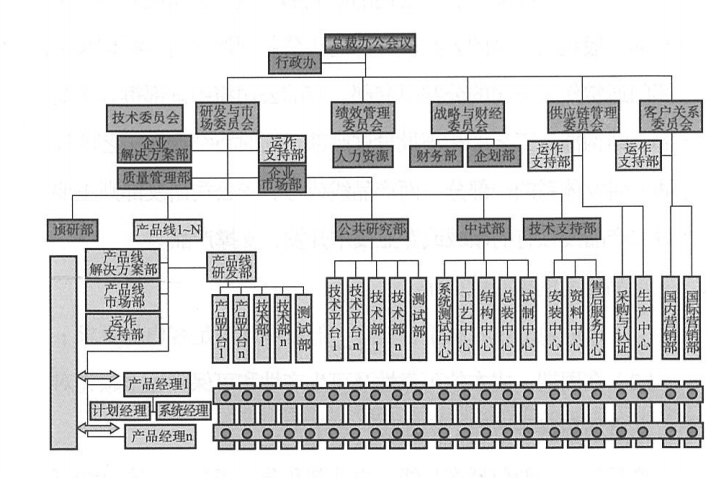 总裁办公会议
行政办
技术委员会
研发与市
场委员会
绩效管理
委员会
战略与财经
委员会
供应链管理
委员会
客户关系
委员会
企业
解决方案部
运作
支持部
人力资源
财务部
企划部
运作
支持部
运作
支持部
质量管理部
企业
市场部
预研部
产品线1~N
公共研究部
中试部
技术支持部
产品线
解决方案部
产品线
研发部
产品线
市场部
运作
支持部
产品平台1
产品平台n
技术部1
技术部n
测试部
技术平台1
技术平台n
技术部1
技术部n
测试部
系统测试中心
工艺中心
结构中心
总装中心
试制中心
安装中心
资料中心
售后服务中心
采购与认证
生产中心
国内营销部
国际营销部
产品经理1
计划经理
系统经理
产品经理n